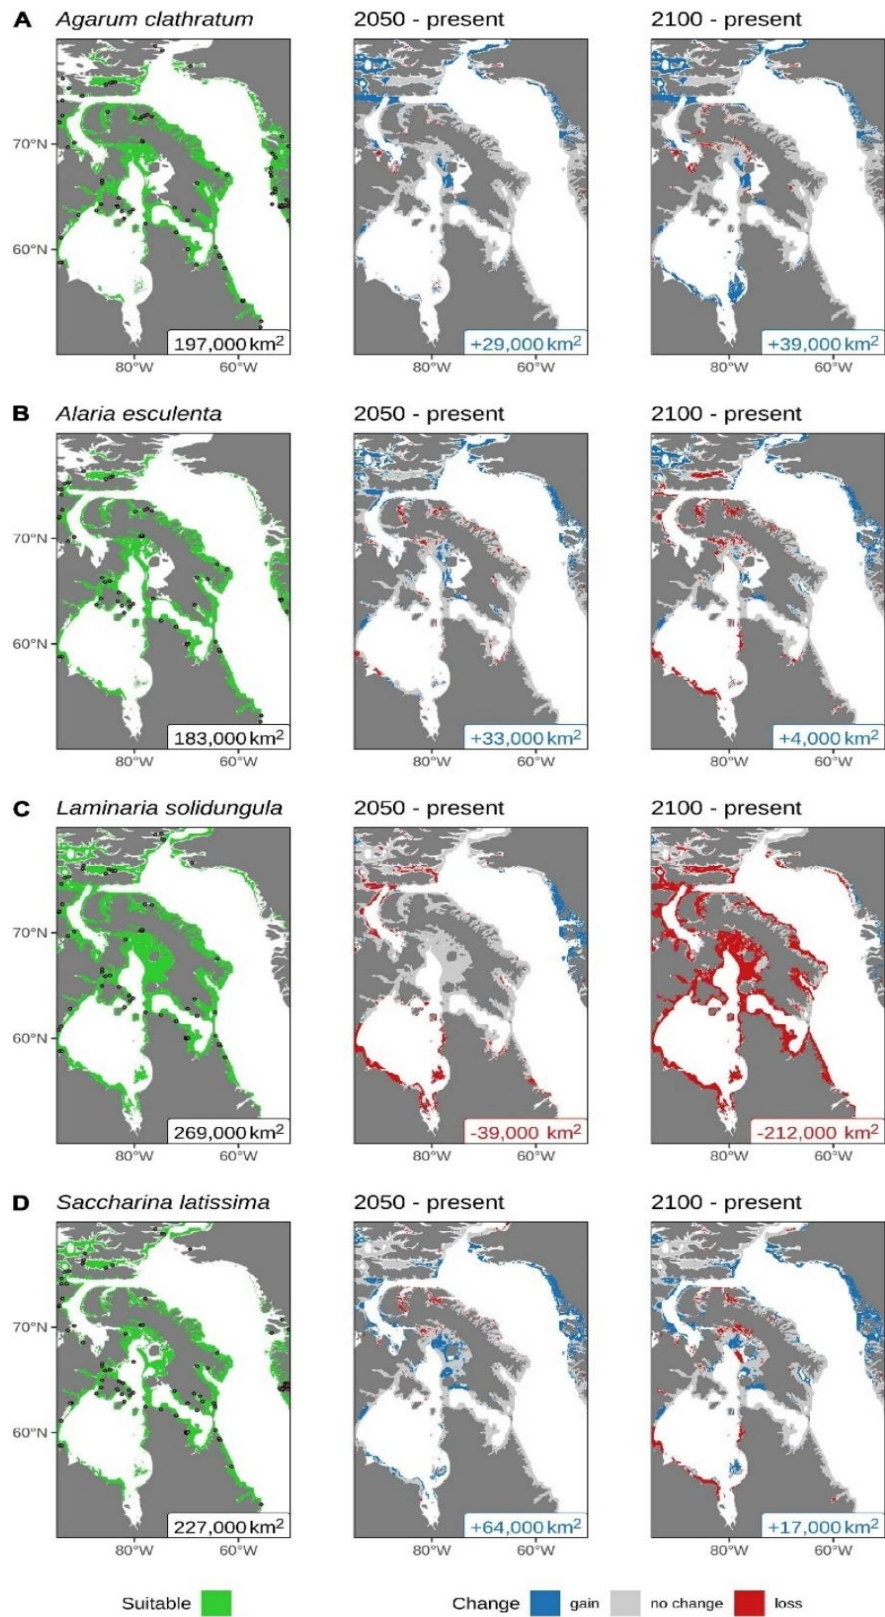 A Agarum clathratum 2050 - present 2100 - present
70°N
60°N
197,000 km² +29,000 km² +39,000 km²
80°W 60°W 80°W 60°W 80°W 60°W
B Alaria esculenta 2050 - present 2100 - present
70°N
60°N
183,000 km² +33,000 km² +4,000 km²
80°W 60°W 80°W 60°W 80°W 60°W
C Laminaria solidungula 2050 - present 2100 - present
70°N
60°N
269,000 km² -39,000 km² -212,000 km²
80°W 60°W 80°W 60°W 80°W 60°W
D Saccharina latissima 2050 - present 2100 - present
70°N
60°N
227,000 km² +64,000 km² +17,000 km²
80°W 60°W 80°W 60°W 80°W 60°W
Suitable Change gain no change loss